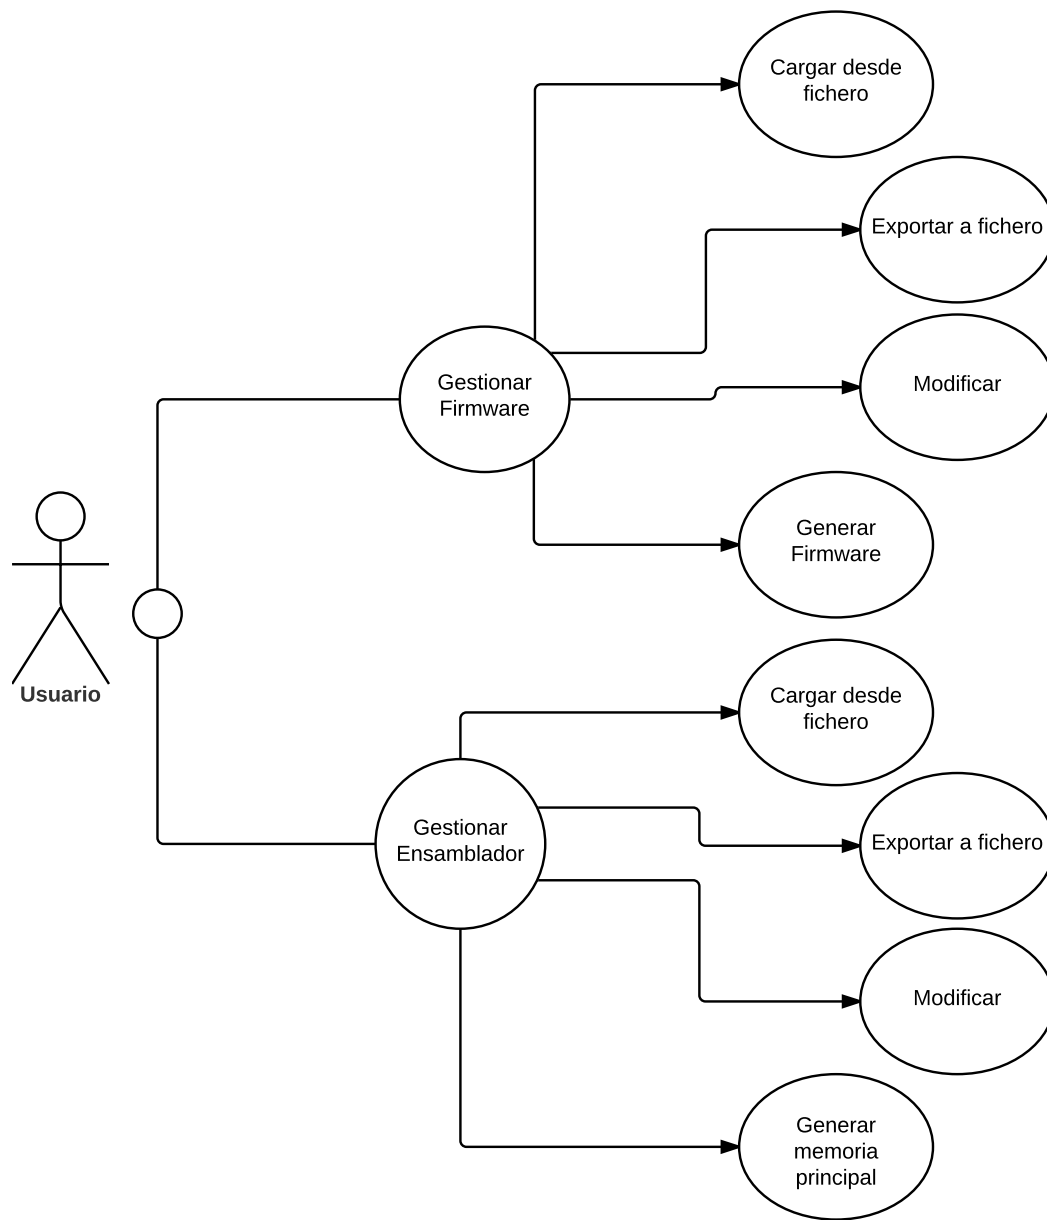 Cargar desde
fichero
Exportar a fichero
Gestionar
Firmware
Modificar
Generar
Firmware
Usuario
Cargar desde
fichero
Gestionar
Ensamblador
Exportar a fichero
Modificar
Generar
memoria
principal